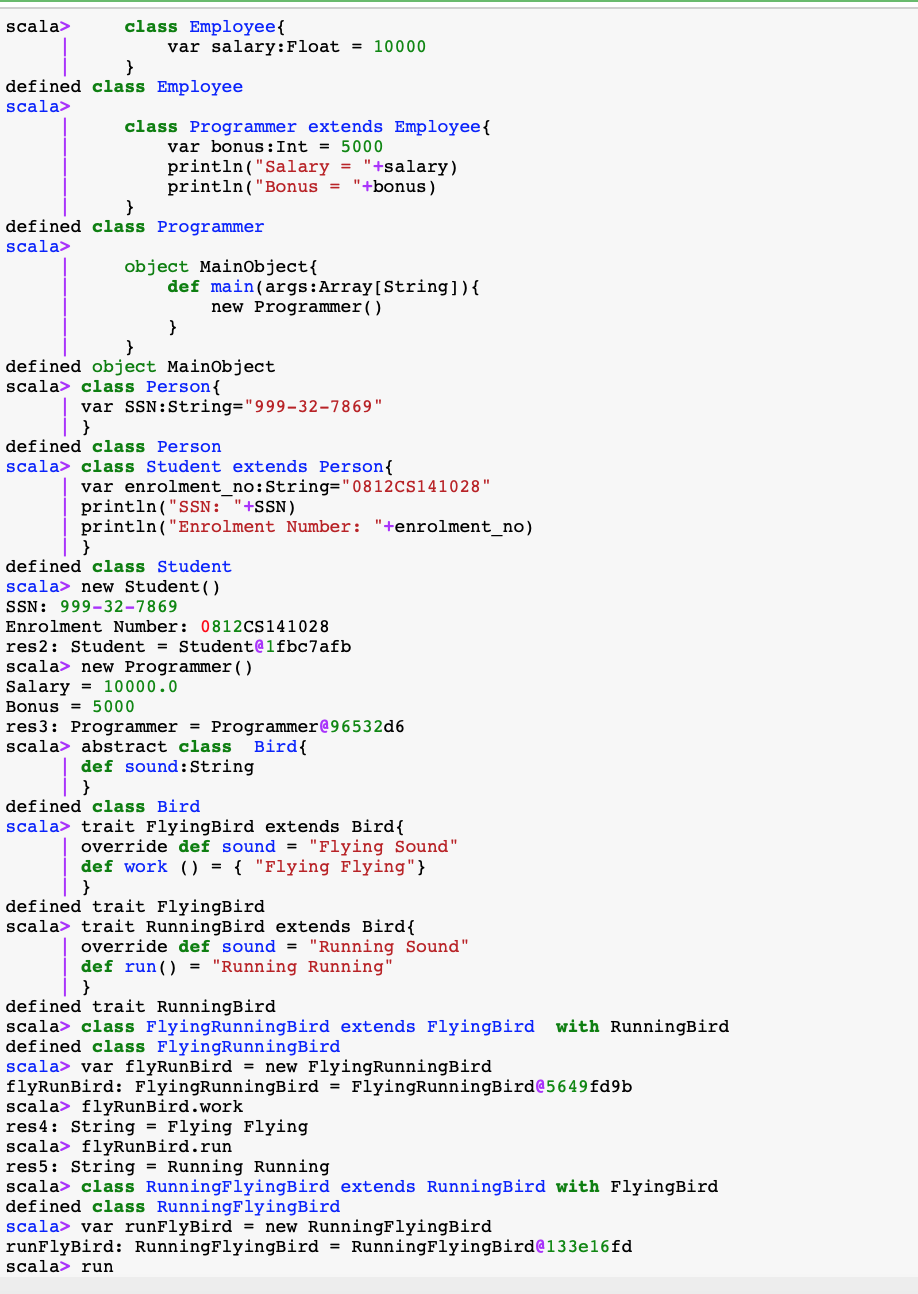 scala>     class Employee{
     |         var salary:Float = 10000
     |     }
defined class Employee
scala>
     |     class Programmer extends Employee{
     |         var bonus:Int = 5000
     |         println("Salary = "+salary)
     |         println("Bonus = "+bonus)
     |     }
defined class Programmer
scala>
     |     object MainObject{
     |         def main(args:Array[String]){
     |             new Programmer()
     |         }
     |     }
defined object MainObject
scala> class Person{
     | var SSN:String="999-32-7869"
     | }
defined class Person
scala> class Student extends Person{
     | var enrolment_no:String="0812CS141028"
     | println("SSN: "+SSN)
     | println("Enrolment Number: "+enrolment_no)
     | }
defined class Student
scala> new Student()
SSN: 999-32-7869
Enrolment Number: 0812CS141028
res2: Student = Student@1fbc7afb
scala> new Programmer()
Salary = 10000.0
Bonus = 5000
res3: Programmer = Programmer@96532d6
scala> abstract class  Bird{
     | def sound:String
     | }
defined class Bird
scala> trait FlyingBird extends Bird{
     | override def sound = "Flying Sound"
     | def work () = { "Flying Flying"}
     | }
defined trait FlyingBird
scala> trait RunningBird extends Bird{
     | override def sound = "Running Sound"
     | def run() = "Running Running"
     | }
defined trait RunningBird
scala> class FlyingRunningBird extends FlyingBird  with RunningBird
defined class FlyingRunningBird
scala> var flyRunBird = new FlyingRunningBird
flyRunBird: FlyingRunningBird = FlyingRunningBird@5649fd9b
scala> flyRunBird.work
res4: String = Flying Flying
scala> flyRunBird.run
res5: String = Running Running
scala> class RunningFlyingBird extends RunningBird with FlyingBird
defined class RunningFlyingBird
scala> var runFlyBird = new RunningFlyingBird
runFlyBird: RunningFlyingBird = RunningFlyingBird@133e16fd
scala> run